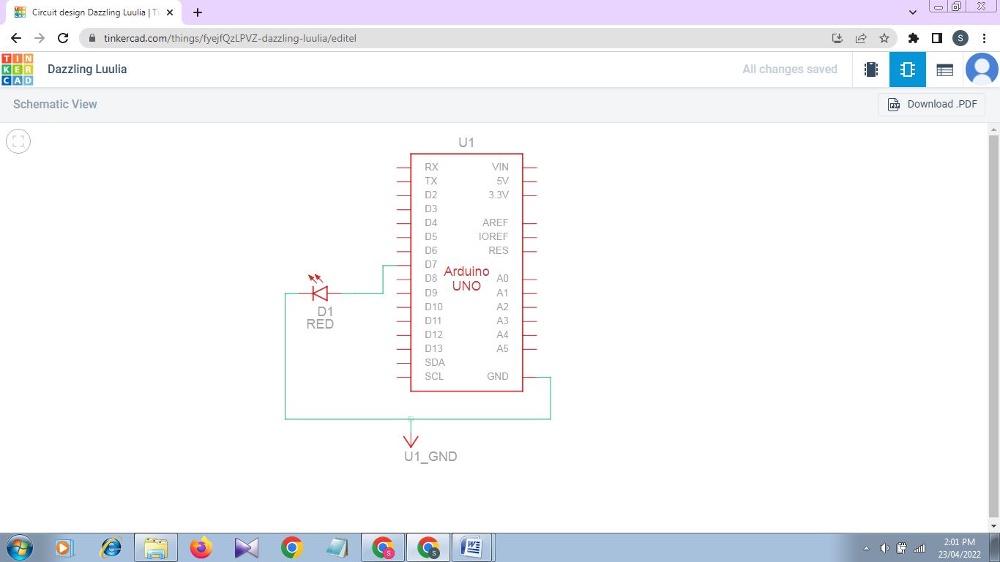 Circuit design Dazzling Luulia | Ti
tinkercad.com/things/fyejfQzLPVZ-dazzling-luulia/editel
S
TIN
KER
CAD
Dazzling Luulia
All changes saved
Schematic View
PDF
Download .PDF
U1
RX VIN
TX 5V
D2 3.3V
D3
D4 AREF
D5 IOREF
D6 RES
D7
Arduino
D8 A0
UNO
D9 A1
D10 A2
D11 A3
D12 A4
D13 A5
SDA
SCL GND
D1
RED
U1_GND
S
S
W
2:01 PM
23/04/2022